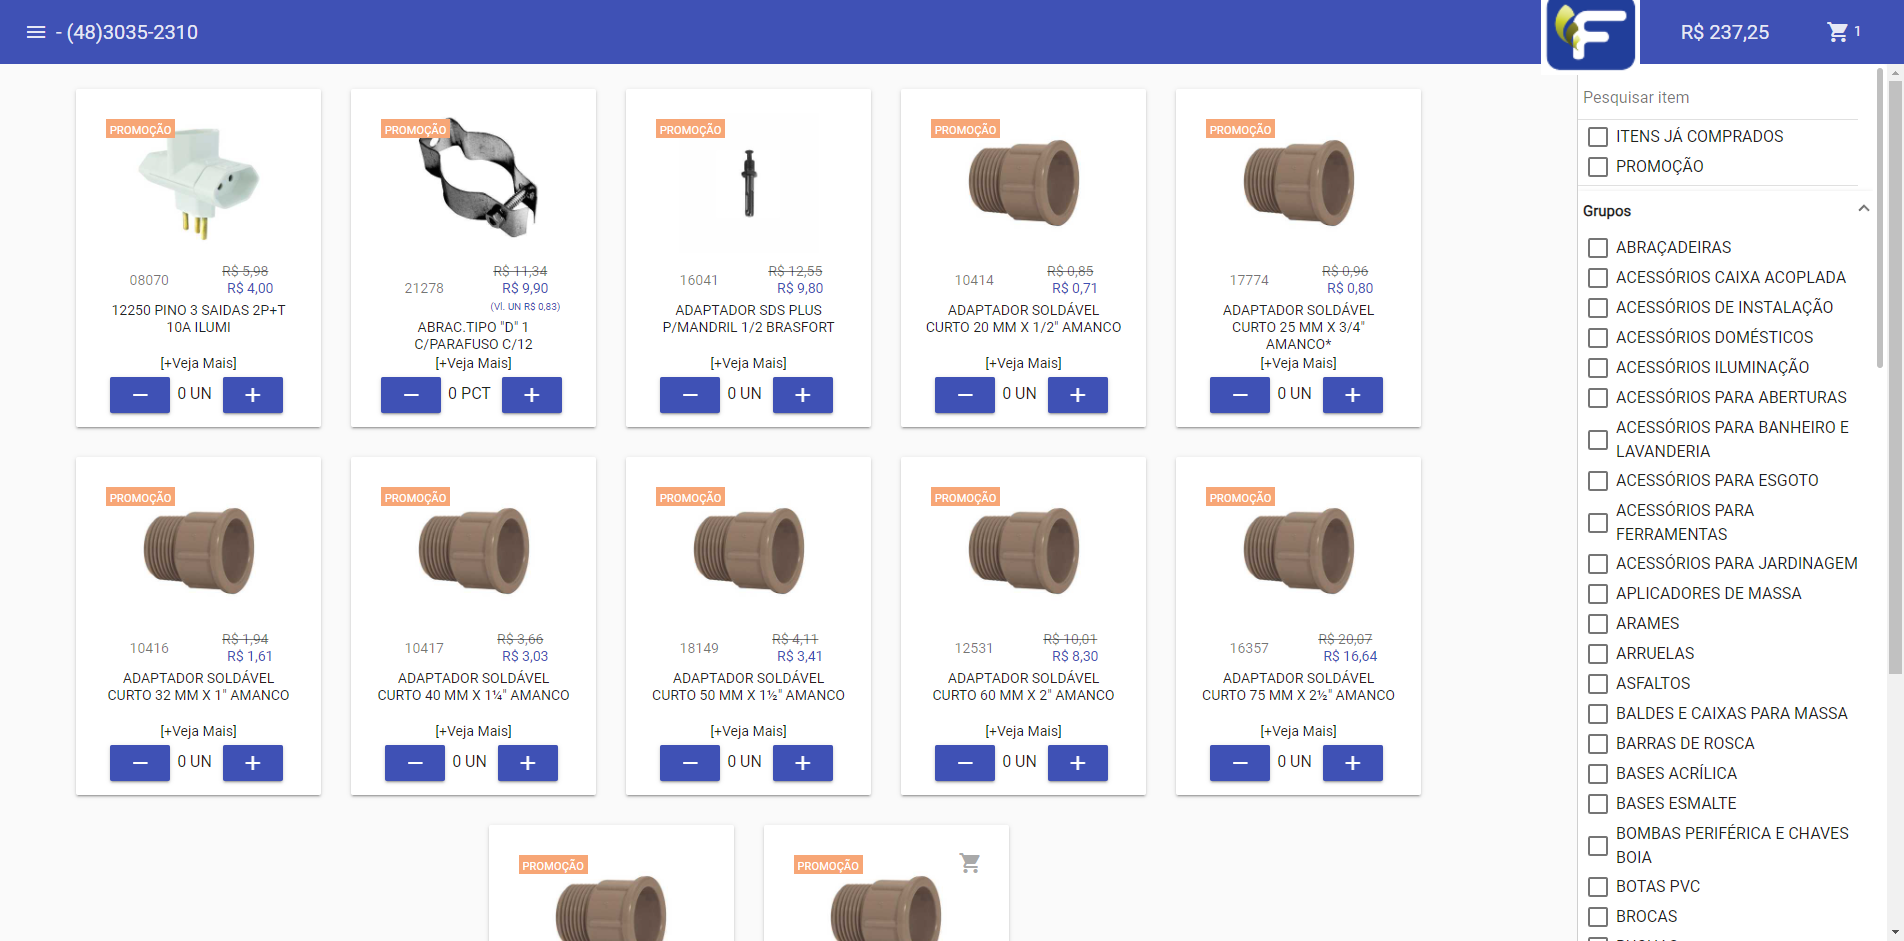 - (48)3035-2310
F
R$ 237,25
1
PROMOÇÃO
08070
R$ 5,98
R$ 4,00
12250 PINO 3 SAIDAS 2P+T
10A ILUMI
[+Veja Mais]
0 UN
PROMOÇÃO
21278
R$ 11,34
R$ 9,90
(Vl. UN R$ 0,83)
ABRAC.TIPO "D" 1
C/PARAFUSO C/12
[+Veja Mais]
0 PCT
PROMOÇÃO
16041
R$ 12,55
R$ 9,80
ADAPTADOR SDS PLUS
P/MANDRIL 1/2 BRASFORT
[+Veja Mais]
0 UN
PROMOÇÃO
10414
R$ 0,85
R$ 0,71
ADAPTADOR SOLDÁVEL
CURTO 20 MM X 1/2" AMANCO
[+Veja Mais]
0 UN
PROMOÇÃO
17774
R$ 0,96
R$ 0,80
ADAPTADOR SOLDÁVEL
CURTO 25 MM X 3/4"
AMANCO*
[+Veja Mais]
0 UN
PROMOÇÃO
10416
R$ 1,94
R$ 1,61
ADAPTADOR SOLDÁVEL
CURTO 32 MM X 1" AMANCO
[+Veja Mais]
0 UN
PROMOÇÃO
10417
R$ 3,66
R$ 3,03
ADAPTADOR SOLDÁVEL
CURTO 40 MM X 1¼" AMANCO
[+Veja Mais]
0 UN
PROMOÇÃO
18149
R$ 4,11
R$ 3,41
ADAPTADOR SOLDÁVEL
CURTO 50 MM X 1½" AMANCO
[+Veja Mais]
0 UN
PROMOÇÃO
12531
R$ 10,01
R$ 8,30
ADAPTADOR SOLDÁVEL
CURTO 60 MM X 2" AMANCO
[+Veja Mais]
0 UN
PROMOÇÃO
16357
R$ 20,07
R$ 16,64
ADAPTADOR SOLDÁVEL
CURTO 75 MM X 2½" AMANCO
[+Veja Mais]
0 UN
PROMOÇÃO
PROMOÇÃO
Pesquisar item
ITENS JÁ COMPRADOS
PROMOÇÃO
Grupos
ABRAÇADEIRAS
ACESSÓRIOS CAIXA ACOPLADA
ACESSÓRIOS DE INSTALAÇÃO
ACESSÓRIOS DOMÉSTICOS
ACESSÓRIOS ILUMINAÇÃO
ACESSÓRIOS PARA ABERTURAS
ACESSÓRIOS PARA BANHEIRO E
LAVANDERIA
ACESSÓRIOS PARA ESGOTO
ACESSÓRIOS PARA
FERRAMENTAS
ACESSÓRIOS PARA JARDINAGEM
APLICADORES DE MASSA
ARAMES
ARRUELAS
ASFALTOS
BALDES E CAIXAS PARA MASSA
BARRAS DE ROSCA
BASES ACRÍLICA
BASES ESMALTE
BOMBAS PERIFÉRICA E CHAVES
BOIA
BOTAS PVC
BROCAS